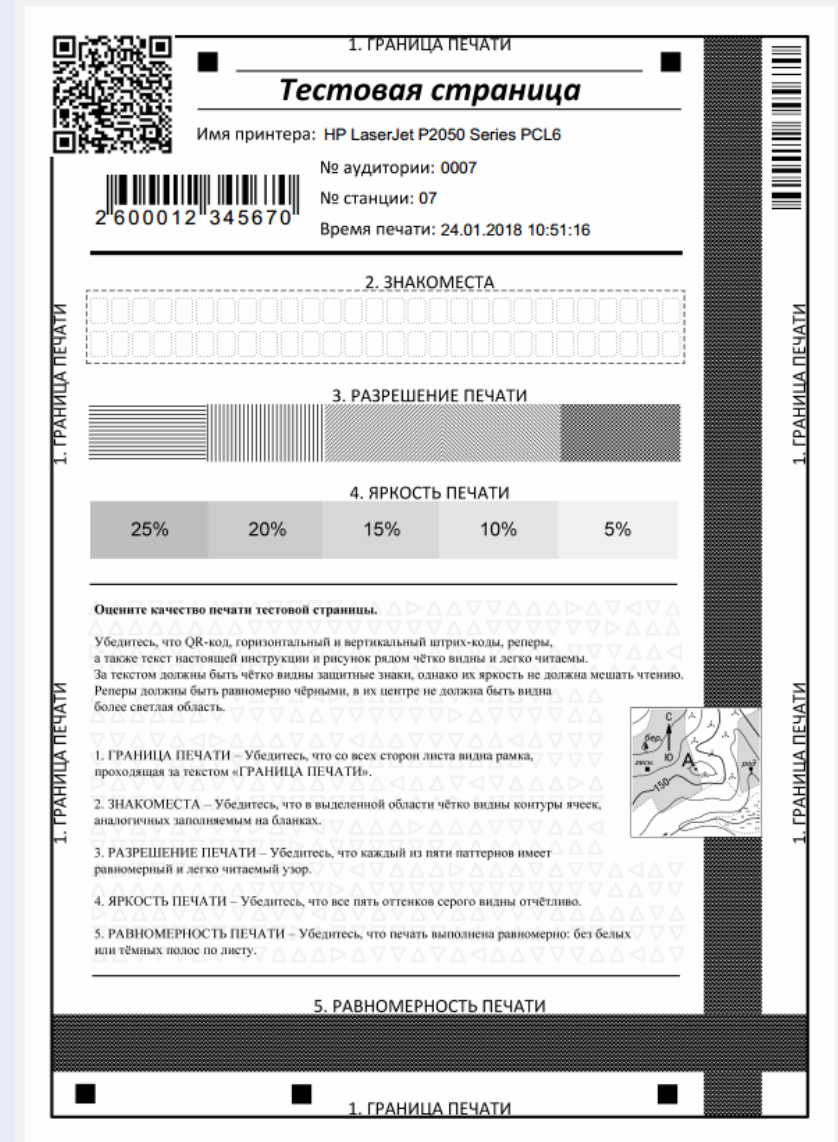 1. ГРАНИЦА ПЕЧАТИ
Тестовая страница
Имя принтера: HP LaserJet P2050 Series PCL6
№ аудитории: 0007
№ станции: 07
Время печати: 24.01.2018 10:51:16
2 600012 345670
2. ЗНАКОМЕСТА
1. ГРАНИЦА ПЕЧАТИ
1. ГРАНИЦА ПЕЧАТИ
3. РАЗРЕШЕНИЕ ПЕЧАТИ
4. ЯРКОСТЬ ПЕЧАТИ
25% 20% 15% 10% 5%
Оцените качество печати тестовой страницы.
Убедитесь, что QR-код, горизонтальный и вертикальный штрих-коды, реперы,
а также текст настоящей инструкции и рисунок рядом чётко видны и легко читаемы.
За текстом должны быть чётко видны защитные знаки, однако их яркость не должна мешать чтению.
Реперы должны быть равномерно чёрными, в их центре не должна быть видна
более светлая область.
1. ГРАНИЦА ПЕЧАТИ
1. ГРАНИЦА ПЕЧАТИ
С
бер.
Ю
А
лесн.
род
150
1. ГРАНИЦА ПЕЧАТИ – Убедитесь, что со всех сторон листа видна рамка,
проходящая за текстом «ГРАНИЦА ПЕЧАТИ».
2. ЗНАКОМЕСТА – Убедитесь, что в выделенной области чётко видны контуры ячеек,
аналогичных заполняемым на бланках.
3. РАЗРЕШЕНИЕ ПЕЧАТИ – Убедитесь, что каждый из пяти паттернов имеет
равномерный и легко читаемый узор.
4. ЯРКОСТЬ ПЕЧАТИ – Убедитесь, что все пять оттенков серого видны отчётливо.
5. РАВНОМЕРНОСТЬ ПЕЧАТИ – Убедитесь, что печать выполнена равномерно: без белых
или тёмных полос по листу.
5. РАВНОМЕРНОСТЬ ПЕЧАТИ
1. ГРАНИЦА ПЕЧАТИ